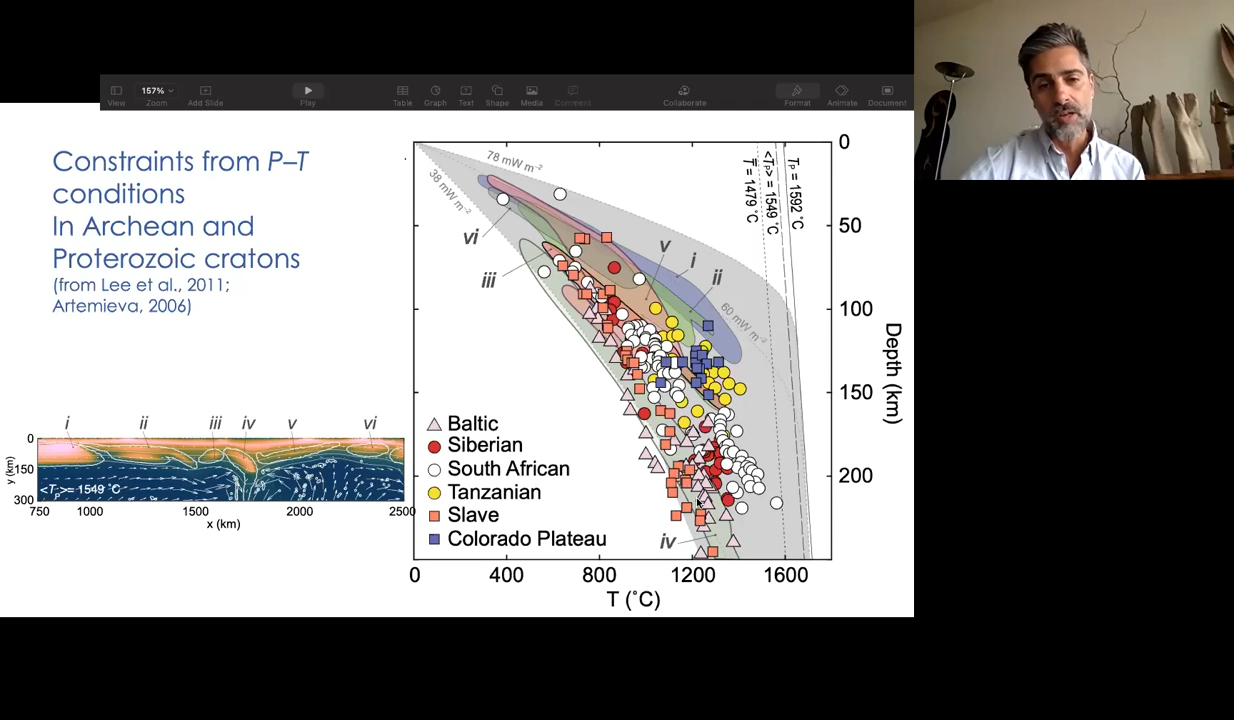 157%
View
Zoom
Add Slide
Play
Table
Graph
Text
Shape
Media
Comment
Collaborate
Format
Animate
Document
Constraints from P–T
conditions
In Archean and
Proterozoic cratons
(from Lee et al., 2011;
Artemieva, 2006)
i
ii
iii
iv
v
vi
0
150
300
y (km)
<Tp>= 1549 °C
750
1000
1500
2000
2500
x (km)
78 mW m-2
38 mW m-2
60 mW m-2
T = 1479 °C
<Tp> = 1549 °C
Tp = 1592 °C
vi
iii
v
i
ii
iv
Baltic
Siberian
South African
Tanzanian
Slave
Colorado Plateau
0
50
100
150
200
Depth (km)
0
400
800
1200
1600
T (°C)